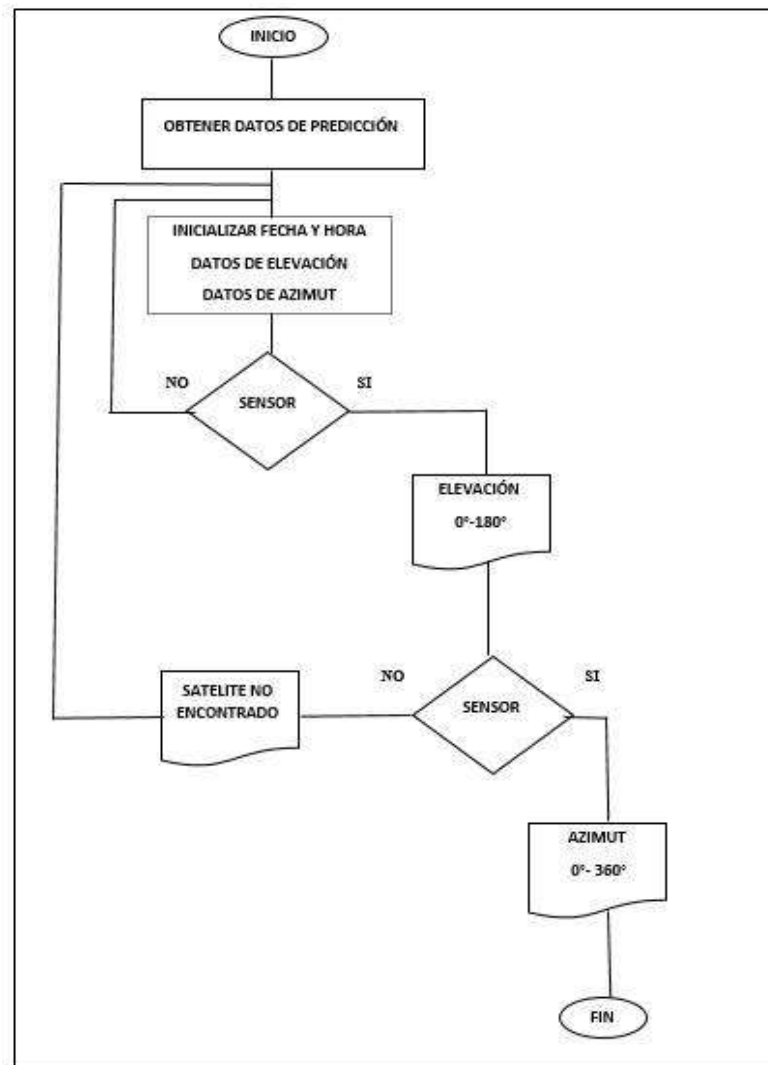 INICIO
OBTENER DATOS DE PREDICCIÓN
INICIALIZAR FECHA Y HORA
DATOS DE ELEVACIÓN
DATOS DE AZIMUT
NO
SI
SENSOR
ELEVACIÓN
0°-180°
NO
SI
SATELITE NO
ENCONTRADO
SENSOR
AZIMUT
0°- 360°
FIN